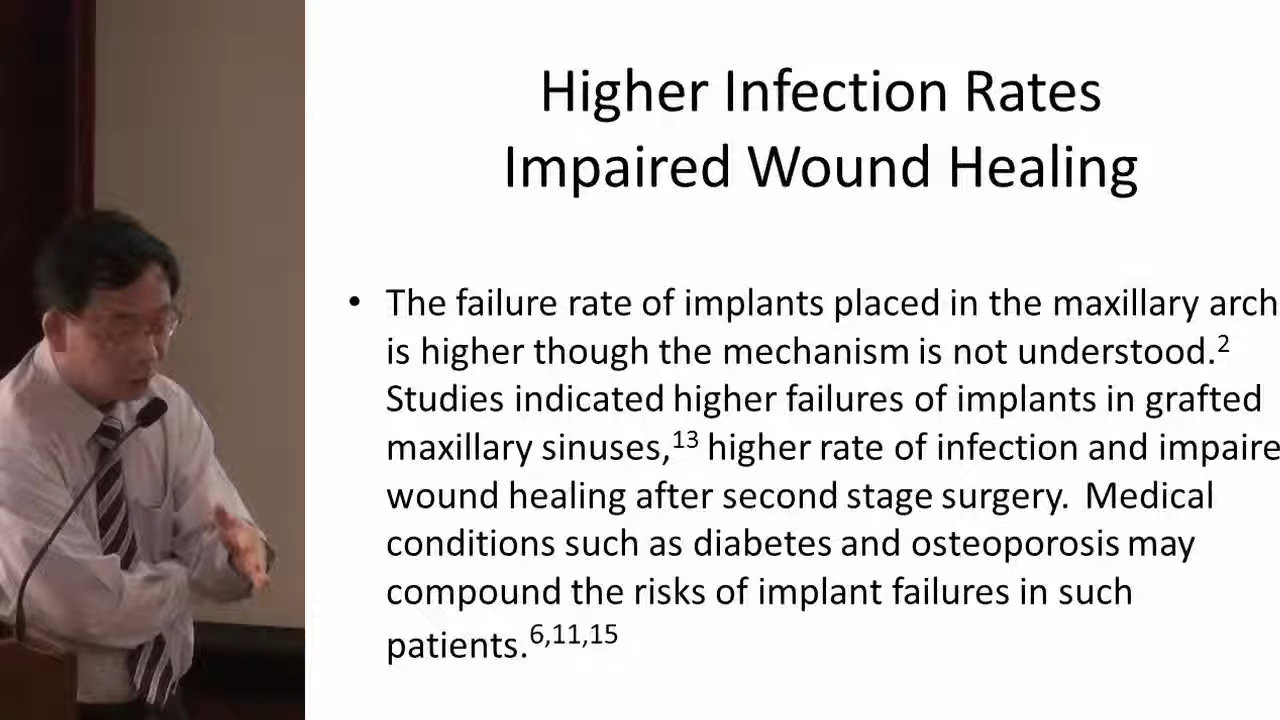 Higher Infection Rates
Impaired Wound Healing
• The failure rate of implants placed in the maxillary arch
is higher though the mechanism is not understood.2
Studies indicated higher failures of implants in grafted
maxillary sinuses,13 higher rate of infection and impaire
wound healing after second stage surgery. Medical
conditions such as diabetes and osteoporosis may
compound the risks of implant failures in such
patients.6,11,15